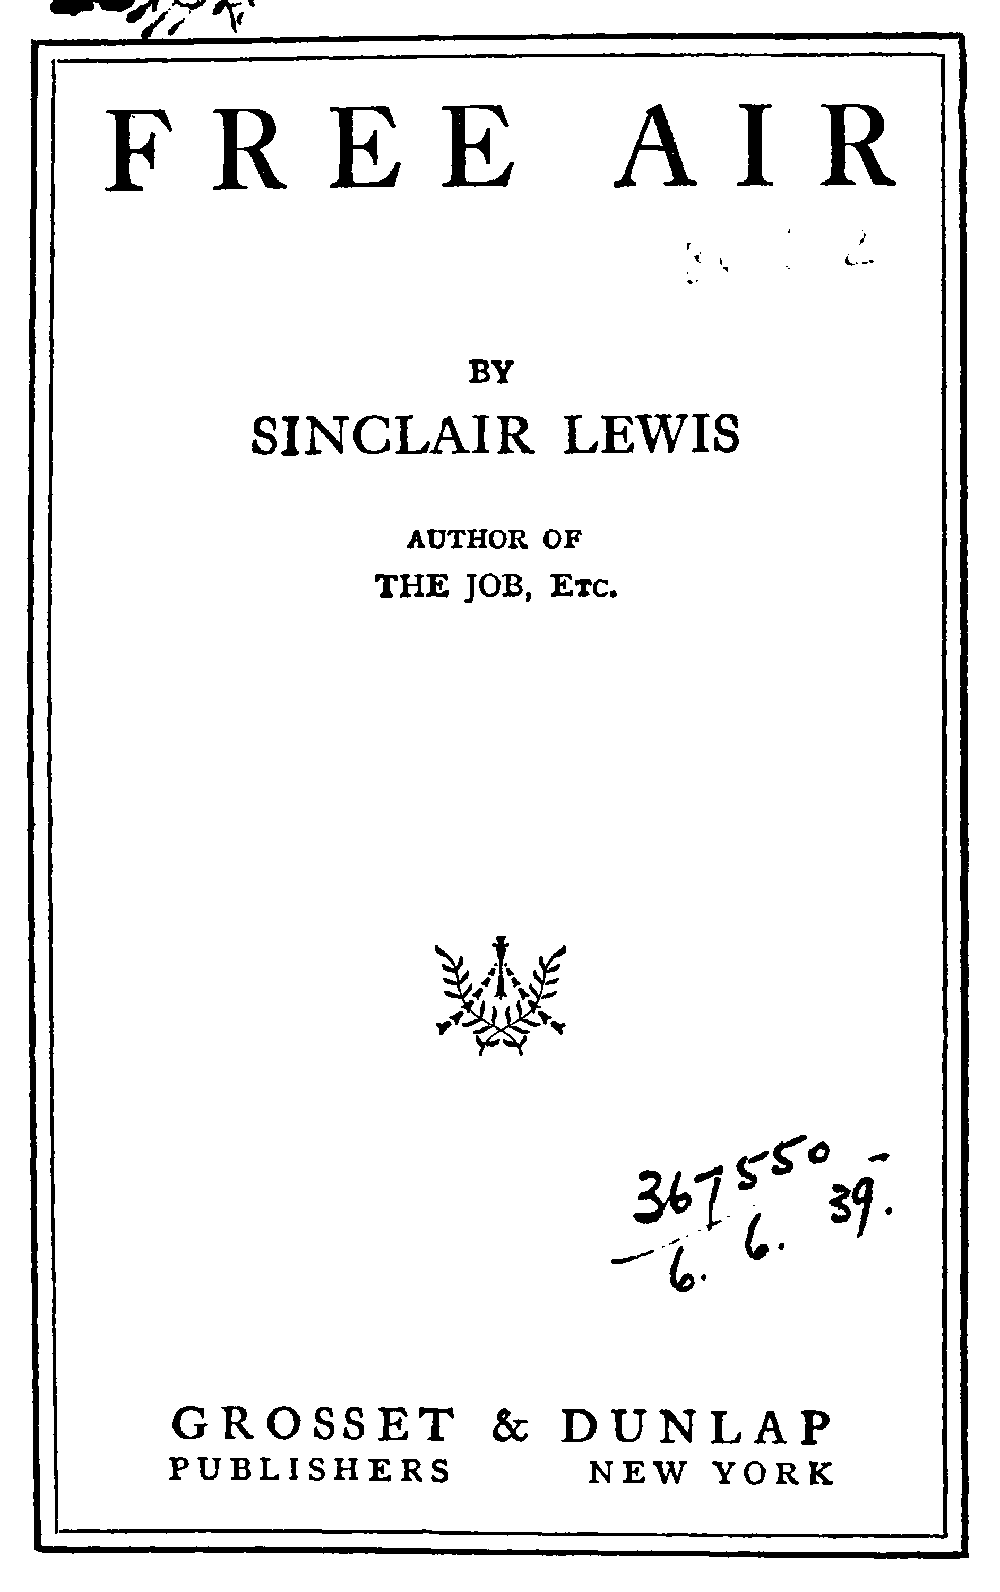 FREE AIR
BY
SINCLAIR LEWIS
AUTHOR OF
THE JOB, ETC.
367550
39.
6. 6.
GROSSET & DUNLAP
PUBLISHERS NEW YORK